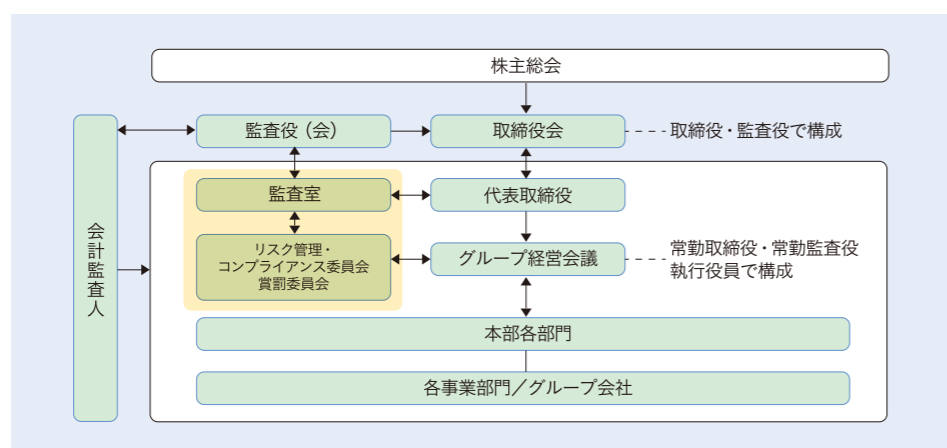 株主総会
監査役（会）
取締役会
取締役・監査役で構成
監査室
代表取締役
会計監査人
リスク管理・
コンプライアンス委員会
賞罰委員会
グループ経営会議
常勤取締役・常勤監査役
執行役員で構成
本部各部門
各事業部門／グループ会社